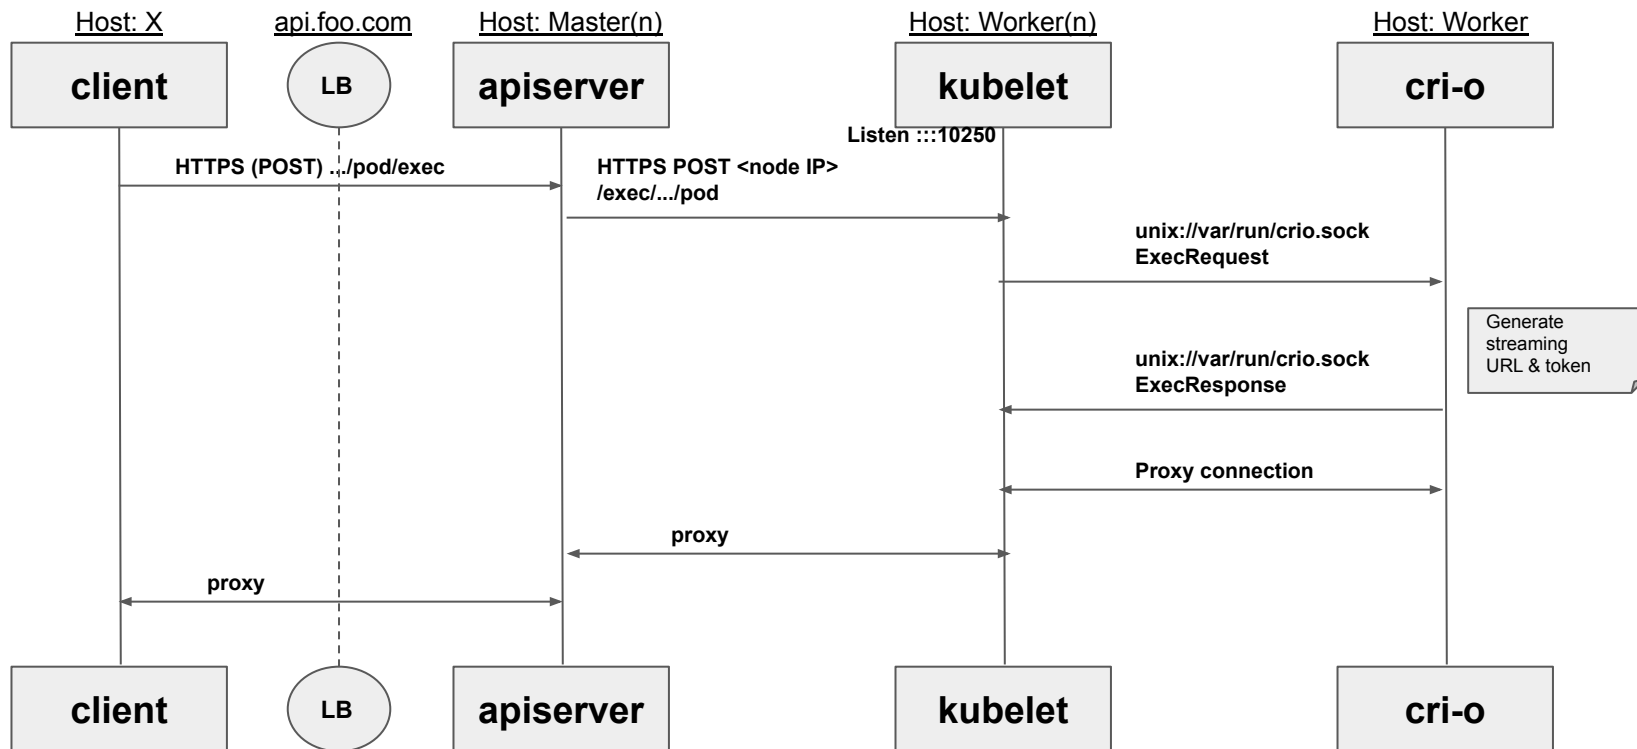 Host: X
api.foo.com
Host: Master(n)
Host: Worker(n)
Host: Worker
client
LB
apiserver
kubelet
cri-o
Listen :::10250
HTTPS (POST) .../pod/exec
HTTPS POST <node IP>
/exec/.../pod
unix://var/run/crio.sock
ExecRequest
Generate
streaming
URL & token
unix://var/run/crio.sock
ExecResponse
Proxy connection
proxy
proxy
client
LB
apiserver
kubelet
cri-o